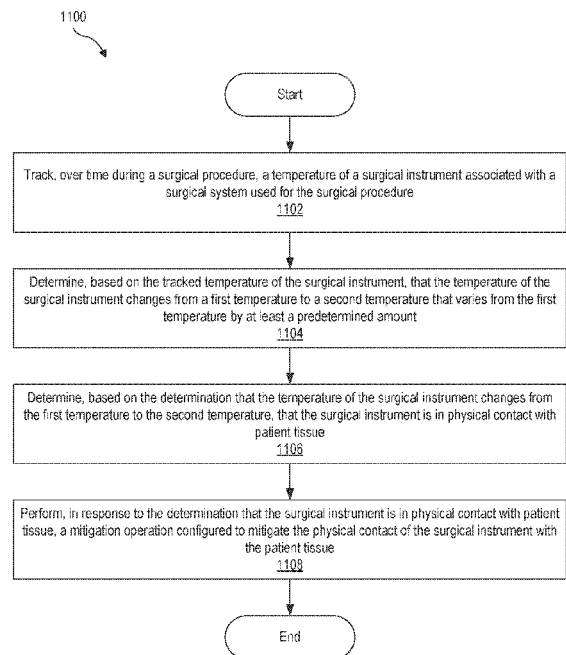 1100
Start
Track, over time during a surgical procedure, a temperature of a surgical instrument associated with a
surgical system used for the surgical procedure
1102
Determine, based on the tracked temperature of the surgical instrument, that the temperature of the
surgical instrument changes from a first temperature to a second temperature that varies from the first
temperature by at least a predetermined amount
1104
Determine, based on the determination that the temperature of the surgical instrument changes from
the first temperature to the second temperature, that the surgical instrument is in physical contact with
patient tissue
1106
Perform, in response to the determination that the surgical instrument is in physical contact with patient
tissue, a mitigation operation configured to mitigate the physical contact of the surgical instrument with
the patient tissue
1108
End